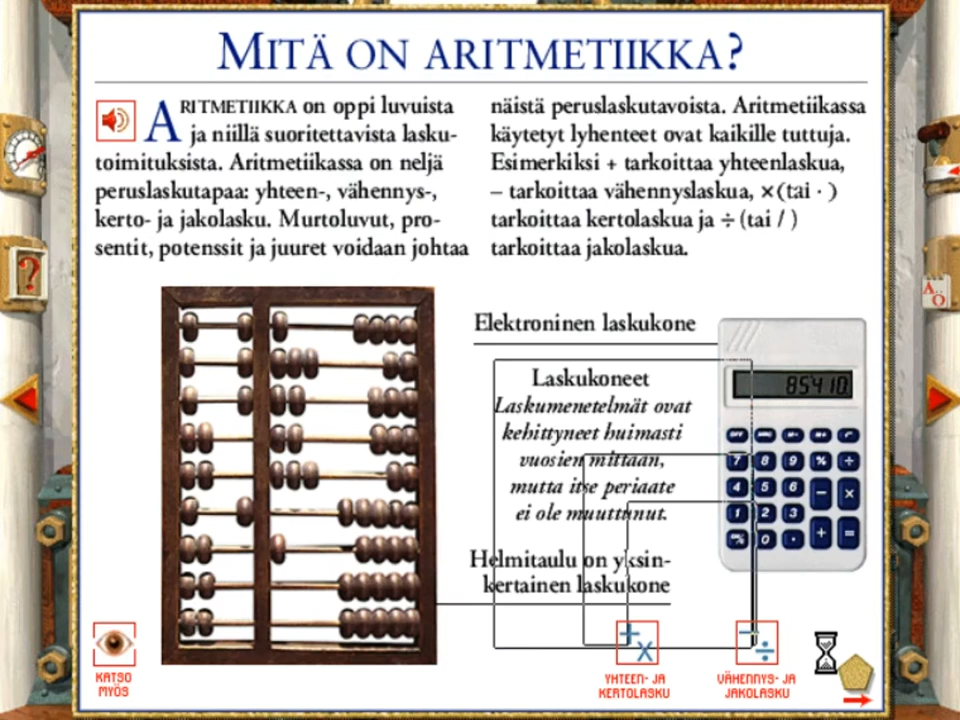 MITÄ ON ARITMETIIKKA?
ARITMETIIKKA on oppi luvuista
ja niillä suoritettavista lasku-
toimituksista. Aritmetiikassa on neljä
peruslaskutapaa: yhteen-, vähennys-,
kerto- ja jakolasku. Murtoluvut, pro-
sentit, potenssit ja juuret voidaan johtaa
näistä peruslaskutavoista. Aritmetiikassa
käytetyt lyhenteet ovat kaikille tuttuja.
Esimerkiksi + tarkoittaa yhteenlaskua,
– tarkoittaa vähennyslaskua, × (tai · )
tarkoittaa kertolaskua ja ÷ (tai / )
tarkoittaa jakolaskua.
Elektroninen laskukone
Laskukoneet
Laskumenetelmät ovat
kehittyneet huimasti
vuosien mittaan,
mutta itse periaate
ei ole muuttunut.
Helmitaulu on yksin-
kertainen laskukone
85410
7 8 9 % ÷
4 5 6 − ×
1 2 3
0 · + =
?
A...O
KATSO
MYÖS
+ ×
YHTEEN- JA
KERTOLASKU
− ÷
VÄHENNYS- JA
JAKOLASKU